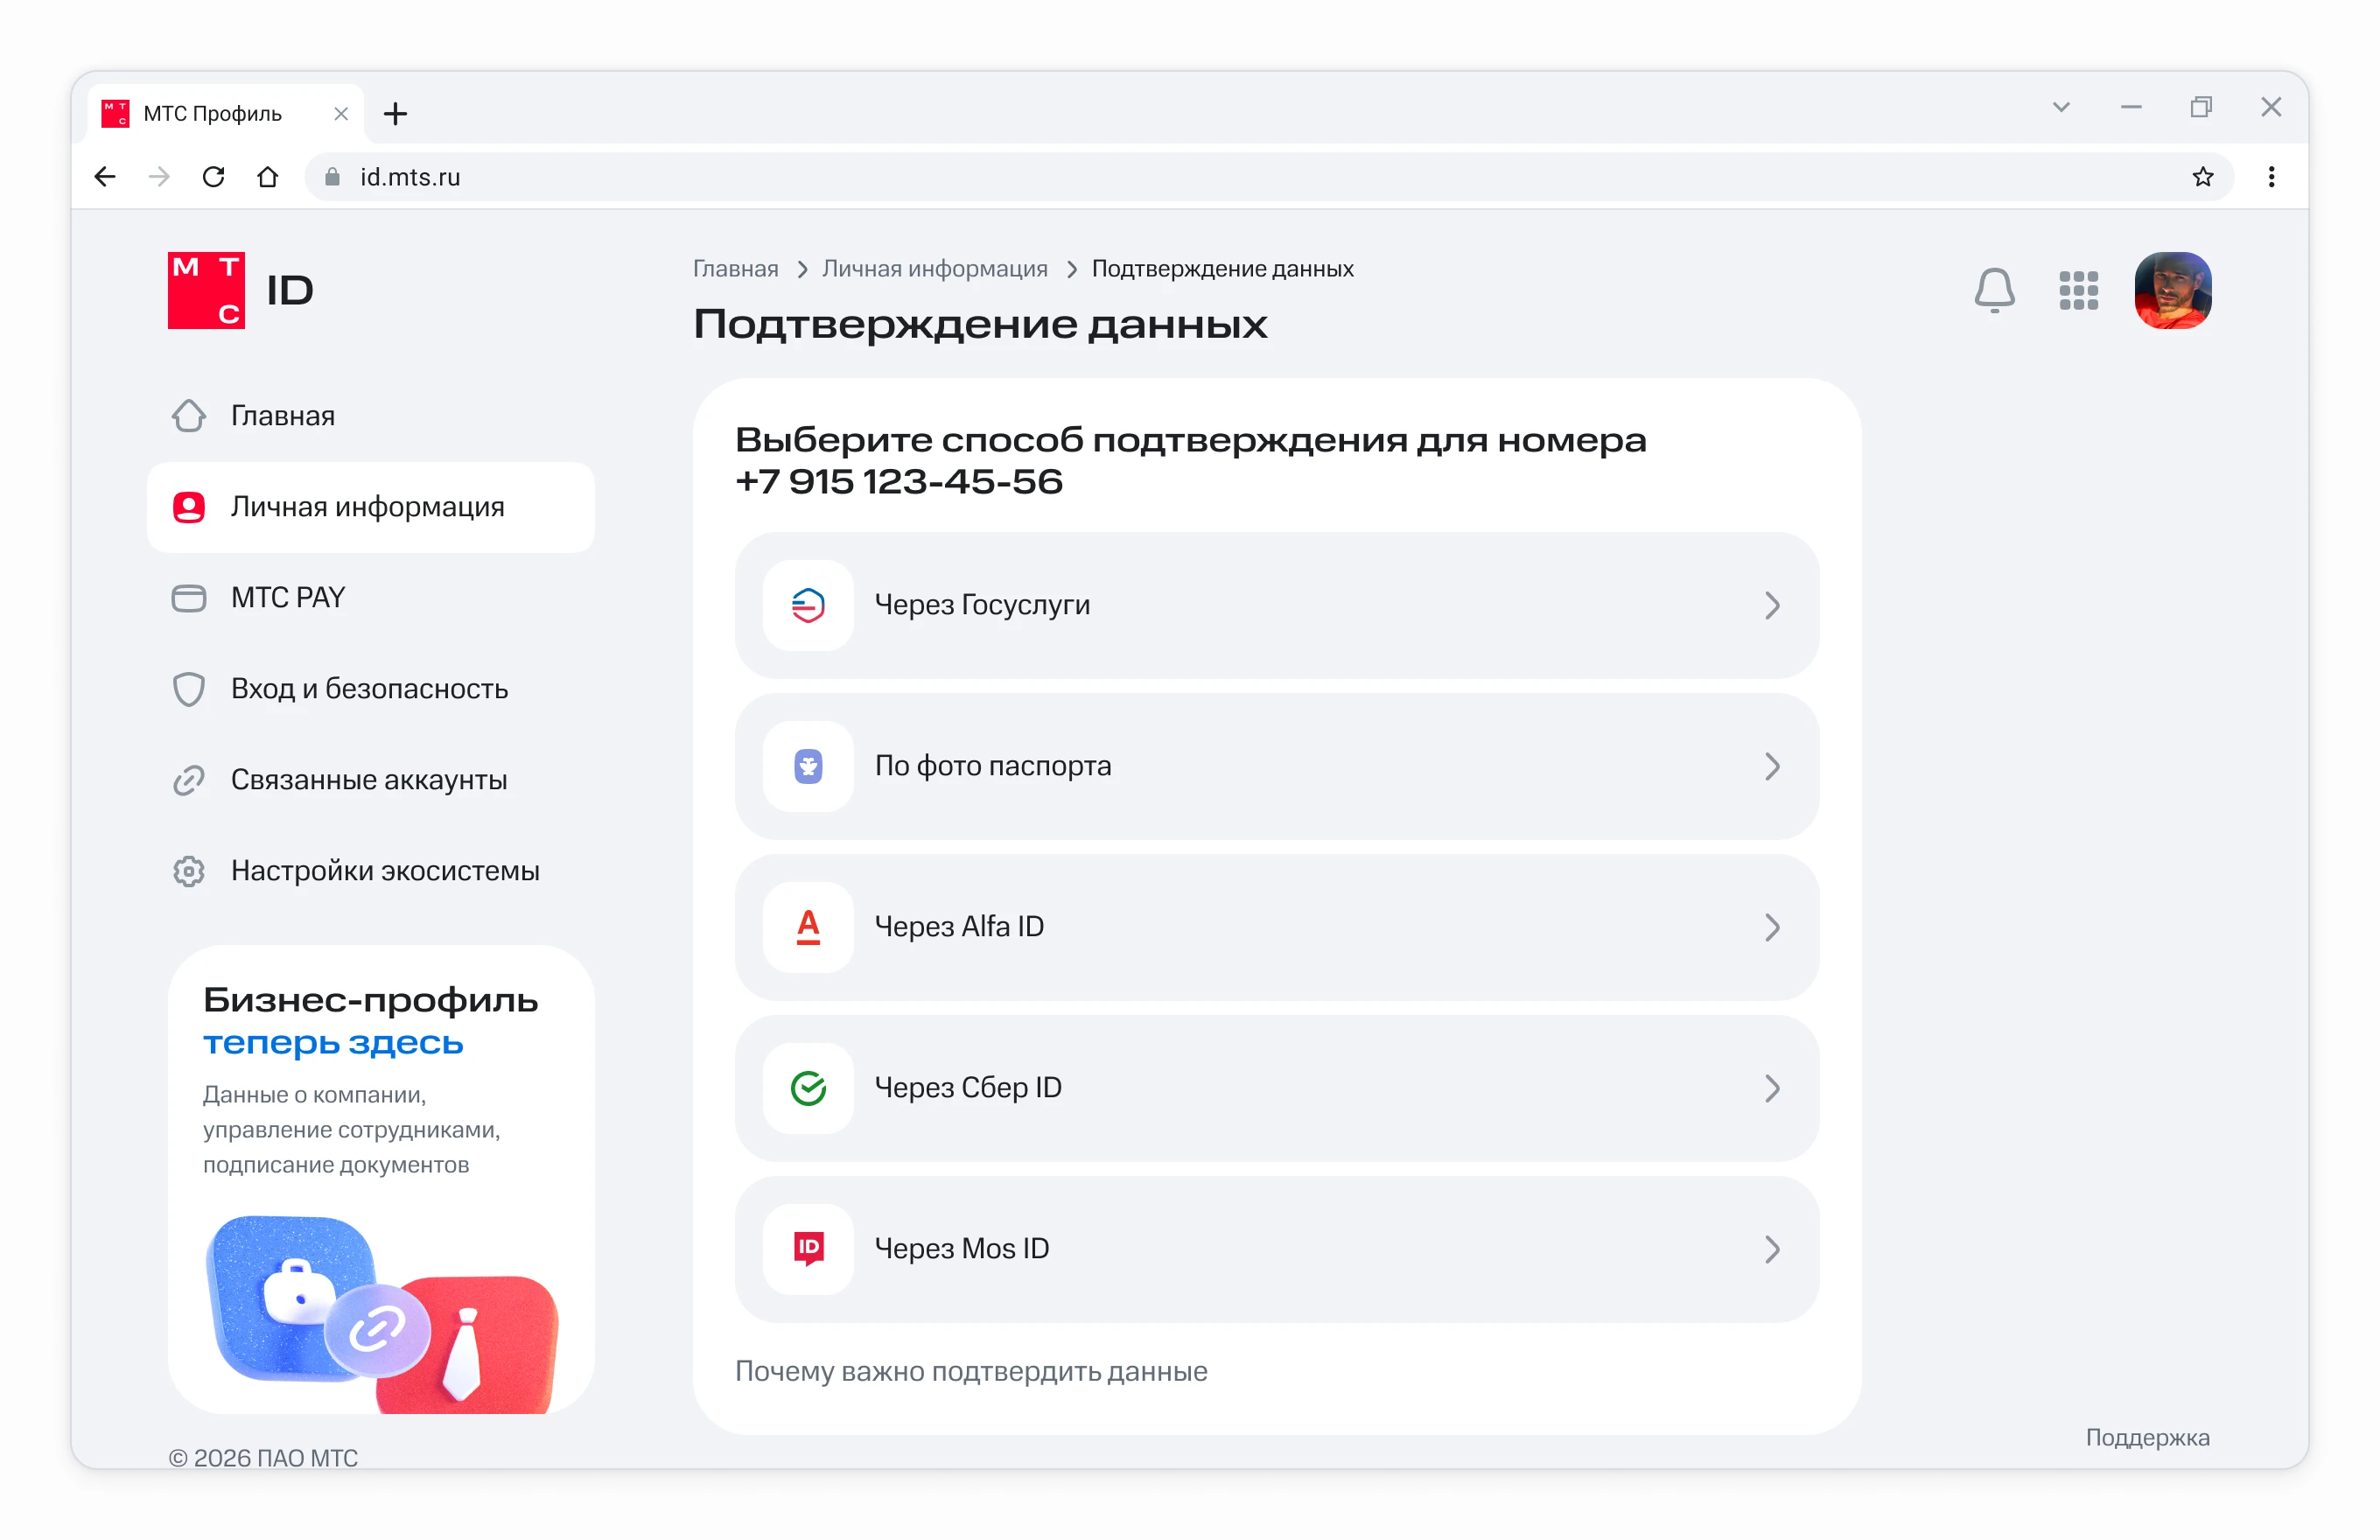 МТС Профиль
id.mts.ru
М Т С
ID
Главная
Личная информация
МТС PAY
Вход и безопасность
Связанные аккаунты
Настройки экосистемы
Бизнес-профиль
теперь здесь
Данные о компании,
управление сотрудниками,
подписание документов
© 2026 ПАО МТС
Главная > Личная информация > Подтверждение данных
Подтверждение данных
Выберите способ подтверждения для номера
+7 915 123-45-56
Через Госуслуги
По фото паспорта
Через Alfa ID
Через Сбер ID
ID
Через Mos ID
Почему важно подтвердить данные
Поддержка